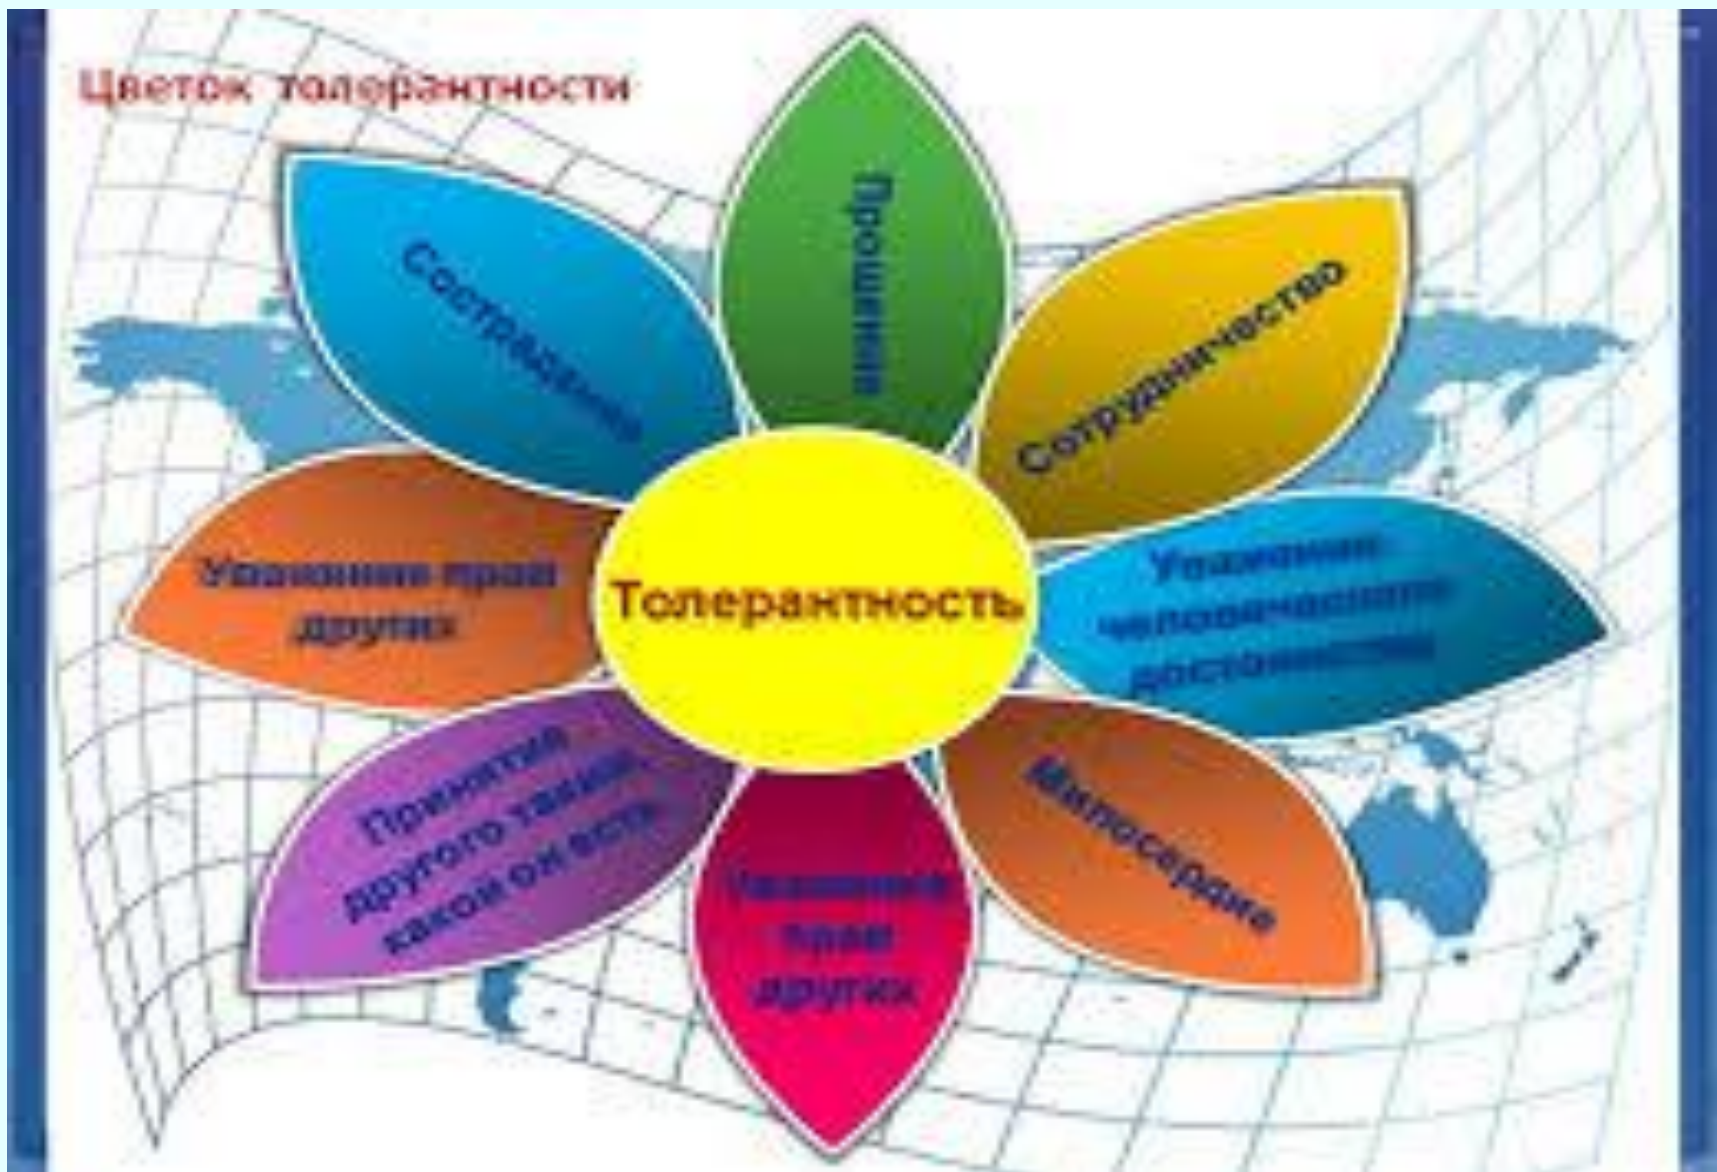 Цветок толерантности
Прощение
Сострадание
Сотрудничество
Уважение прав
других
Толерантность
Уважение
человеческого
достоинства
Принятие
другого таким
каков он есть
Милосердие
Уважение
прав
других